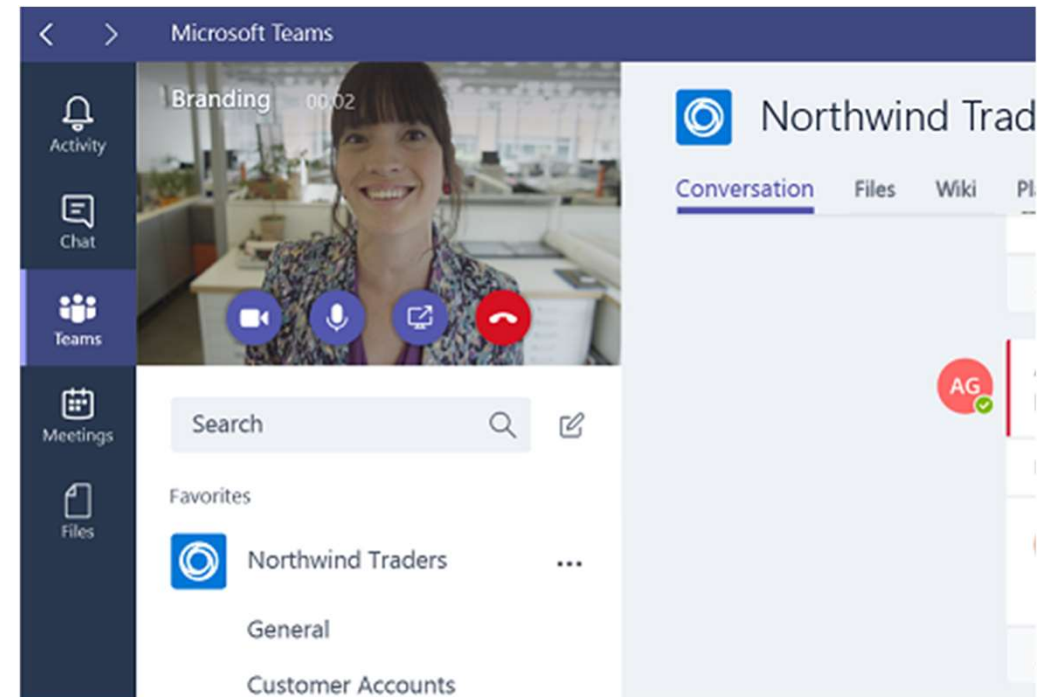 Microsoft Teams
Activity
Chat
Teams
Meetings
Files
Branding 00:02
Search
Favorites
Northwind Traders
General
Customer Accounts
Northwind Trad
Conversation Files Wiki Pl
AG